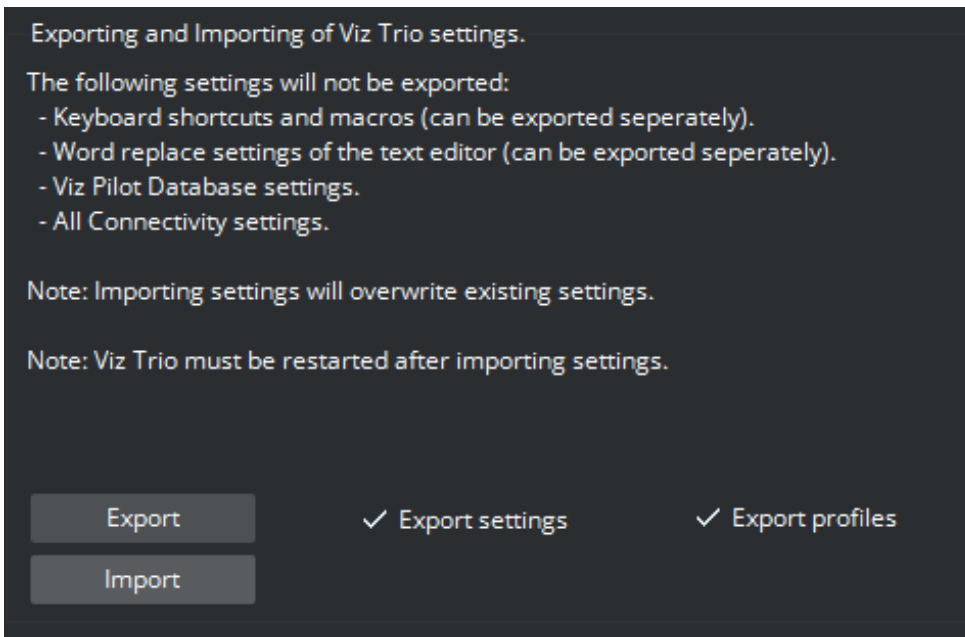 Exporting and Importing of Viz Trio settings.
The following settings will not be exported:
- Keyboard shortcuts and macros (can be exported seperately).
- Word replace settings of the text editor (can be exported seperately).
- Viz Pilot Database settings.
- All Connectivity settings.
Note: Importing settings will overwrite existing settings.
Note: Viz Trio must be restarted after importing settings.
Export
Export settings
Export profiles
Import